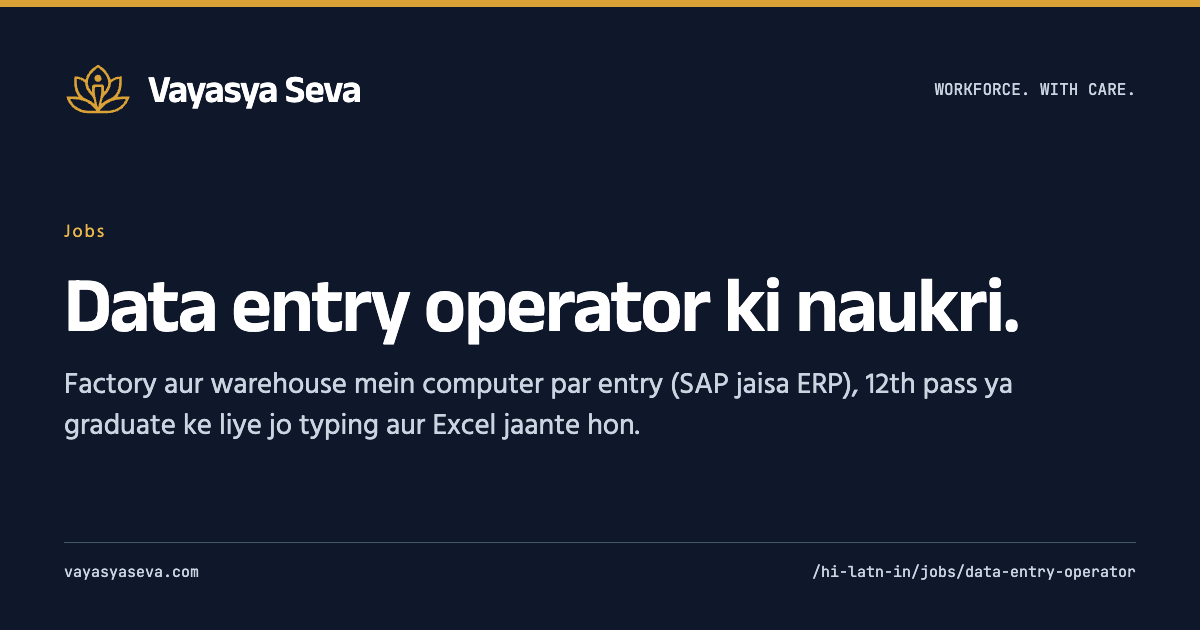 Vayasya Seva
WORKFORCE. WITH CARE.
Jobs
Data entry operator ki naukri.
Factory aur warehouse mein computer par entry (SAP jaisa ERP), 12th pass ya
graduate ke liye jo typing aur Excel jaante hon.
vayasyaseva.com
/hi-latn-in/jobs/data-entry-operator